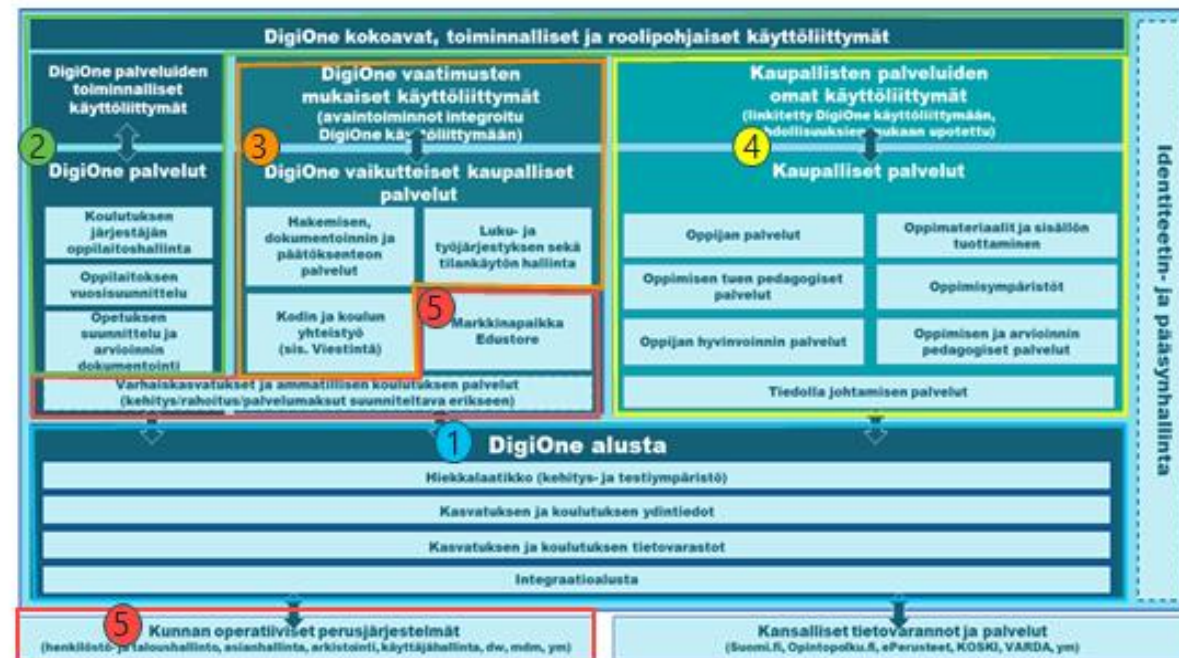 DigiOne kokoavat, toiminnalliset ja roolipohjaiset käyttöliittymät
DigiOne palveluiden
toiminnalliset
käyttöliittymät
2
DigiOne palvelut
Koulutuksen
järjestäjän
oppilaitoshallinta
Oppilaitoksen
vuosisuunnittelu
Opetuksen
suunnittelu ja
arvioinnin
dokumentointi
DigiOne vaatimusten
mukaiset käyttöliittymät
(avaintoiminnot integroitu
DigiOne käyttöliittymään)
3
DigiOne vaikutteiset kaupalliset
palvelut
Hakemisen,
dokumentoinnin ja
päätöksenteon
palvelut
Luku- ja
työjärjestyksen sekä
tilankäytön hallinta
Kodin ja koulun
yhteistyö
(sis. Viestintä)
5
Markkinapaikka
Edustore
Varhaiskasvatukset ja ammatillisen koulutuksen palvelut
(kehitys/rahoitus/palvelumaksut suunniteltava erikseen)
Kaupallisten palveluiden
omat käyttöliittymät
(linkitetty DigiOne käyttöliittymään,
mukaan upotettu)
4
Kaupalliset palvelut
Oppijan palvelut
Oppimateriaalit ja sisällön
tuottaminen
Oppimisen tuen pedagogiset
palvelut
Oppimisympäristöt
Oppijan hyvinvoinnin palvelut
Oppimisen ja arvioinnin
pedagogiset palvelut
Tiedolla johtamisen palvelut
1
DigiOne alusta
Hiekkalaatikko (kehitys- ja testiympäristö)
Kasvatuksen ja koulutuksen ydintiedot
Kasvatuksen ja koulutuksen tietovarastot
Integraatioalusta
5
Kunnan operatiiviset perusjärjestelmät
(henkilöstö- ja taloushallinto, asianhallinta, arkistointi, käyttäjähallinta, dw, mdm, ym)
Kansalliset tietovarannot ja palvelut
(Suomi.fi, Opintopolku.fi, ePerusteet, KOSKI, VARDA, ym)
Identiteetin- ja pääsynhallinta